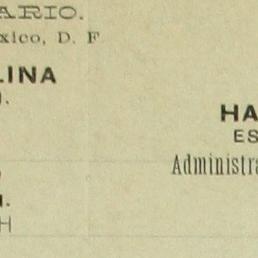 ARIO.
xico, D. F
LINA
).
HA
ES
Administra
.
H